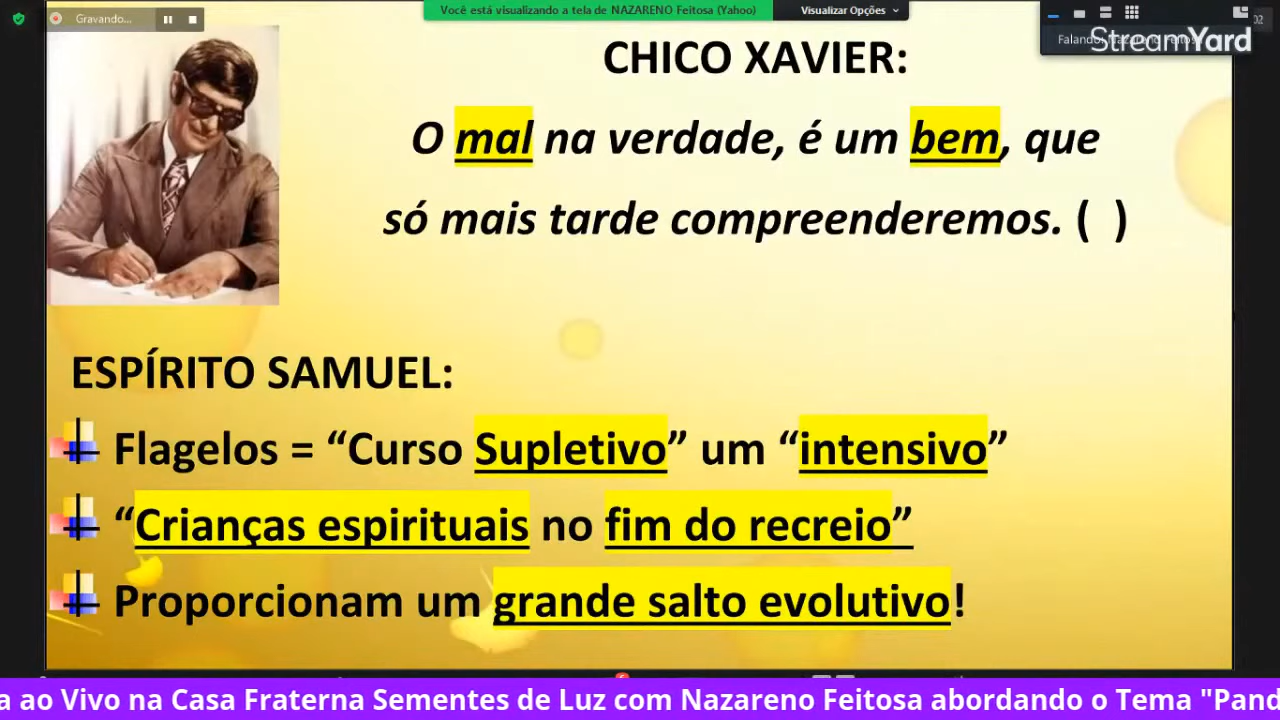 Gravando...
Você está visualizando a tela de NAZARENO Feitosa (Yahoo)
Visualizar Opções
02
StreamYard
CHICO XAVIER:
O mal na verdade, é um bem, que
só mais tarde compreenderemos. ( )
ESPÍRITO SAMUEL:
Flagelos = “Curso Supletivo” um “intensivo”
“Crianças espirituais no fim do recreio”
Proporcionam um grande salto evolutivo!
a ao Vivo na Casa Fraterna Sementes de Luz com Nazareno Feitosa abordando o Tema "Pand